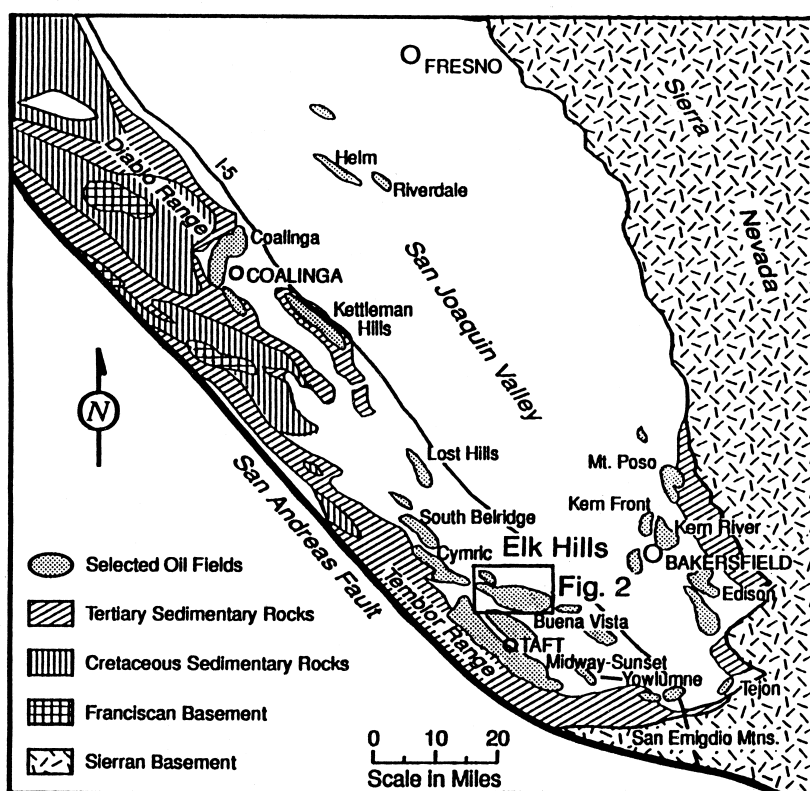 FRESNO
Sierra
Nevada
Helm
Riverdale
Diablo Range
I-5
Coalinga
COALINGA
Kettleman
Hills
San Joaquin Valley
N
Lost Hills
Mt. Poso
San Andreas Fault
South Belridge
Kern Front
Kern River
Cymric
Elk Hills
BAKERSFIELD
Fig. 2
Edison
Temblor Range
Buena Vista
TAFT
Midway-Sunset
Yowlumne
Tejon
San Emigdio Mtns.
Selected Oil Fields
Tertiary Sedimentary Rocks
Cretaceous Sedimentary Rocks
Franciscan Basement
Sierran Basement
0 10 20
Scale in Miles